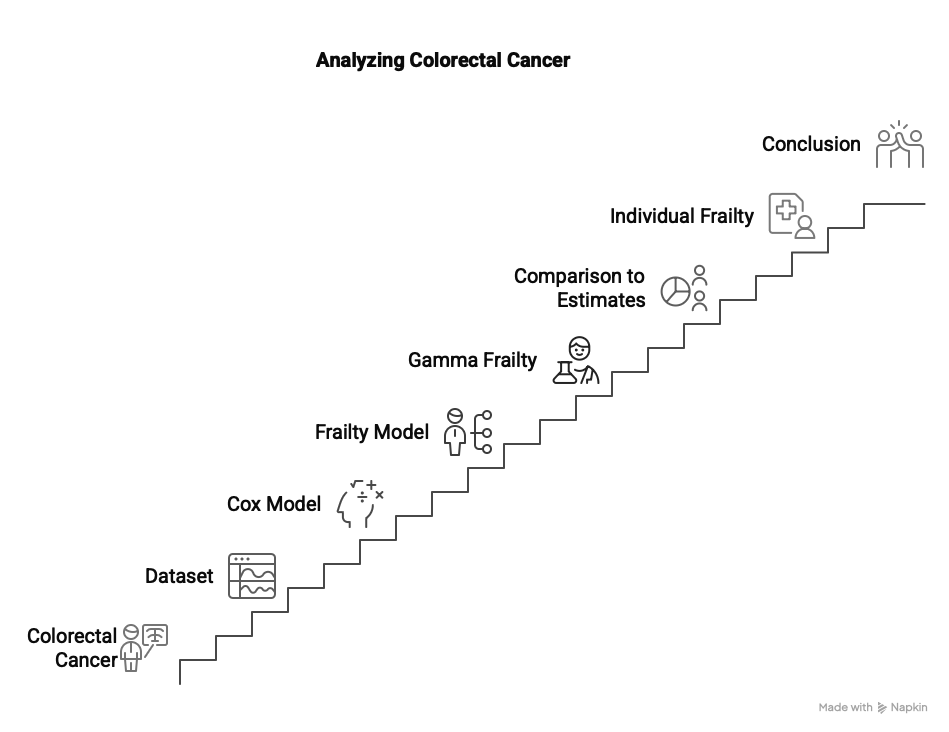 Analyzing Colorectal Cancer
Conclusion
Individual Frailty
Comparison to
Estimates
Gamma Frailty
Frailty Model
Cox Model
Dataset
Colorectal
Cancer
Made with Napkin